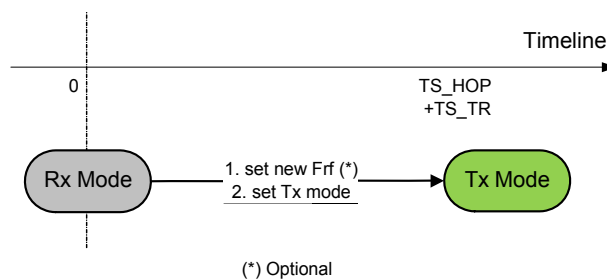 Timeline
0
TS_HOP
+TS_TR
Rx Mode
1. set new Frf (*)
2. set Tx mode
Tx Mode
(*) Optional